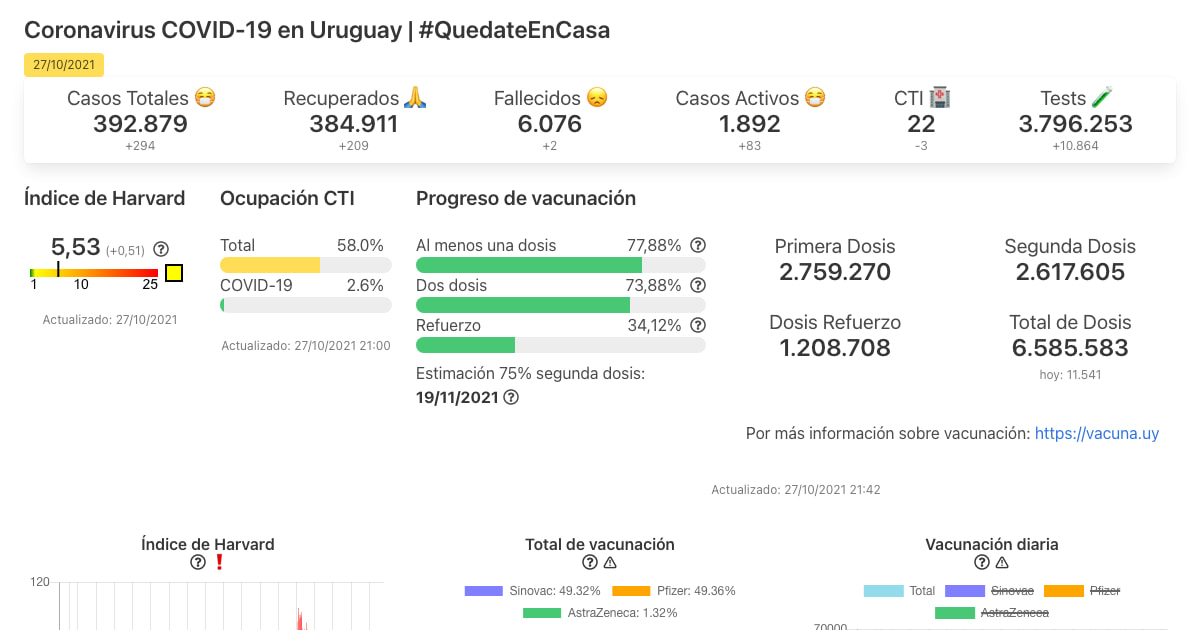 Coronavirus COVID-19 en Uruguay | #QuedateEnCasa
27/10/2021
Casos Totales 😷 Recuperados 🙏 Fallecidos 😞 Casos Activos 😷 CTI 🏥 Tests 🧪
392.879 384.911 6.076 1.892 22 3.796.253
+294 +209 +2 +83 -3 +10.864
Índice de Harvard
5,53 (+0,51) ?
1 10 25
Actualizado: 27/10/2021
Ocupación CTI
Total 58.0%
COVID-19 2.6%
Actualizado: 27/10/2021 21:00
Progreso de vacunación
Al menos una dosis 77,88% ?
Dos dosis 73,88% ?
Refuerzo 34,12% ?
Estimación 75% segunda dosis:
19/11/2021 ?
Primera Dosis
2.759.270
Segunda Dosis
2.617.605
Dosis Refuerzo
1.208.708
Total de Dosis
6.585.583
hoy: 11.541
Por más información sobre vacunación: https://vacuna.uy
Actualizado: 27/10/2021 21:42
Índice de Harvard
? ❗
120
Total de vacunación
? ⚠
Sinovac: 49.32% Pfizer: 49.36%
AstraZeneca: 1.32%
Vacunación diaria
? ⚠
Total Sinovac Pfizer
AstraZeneca
70000